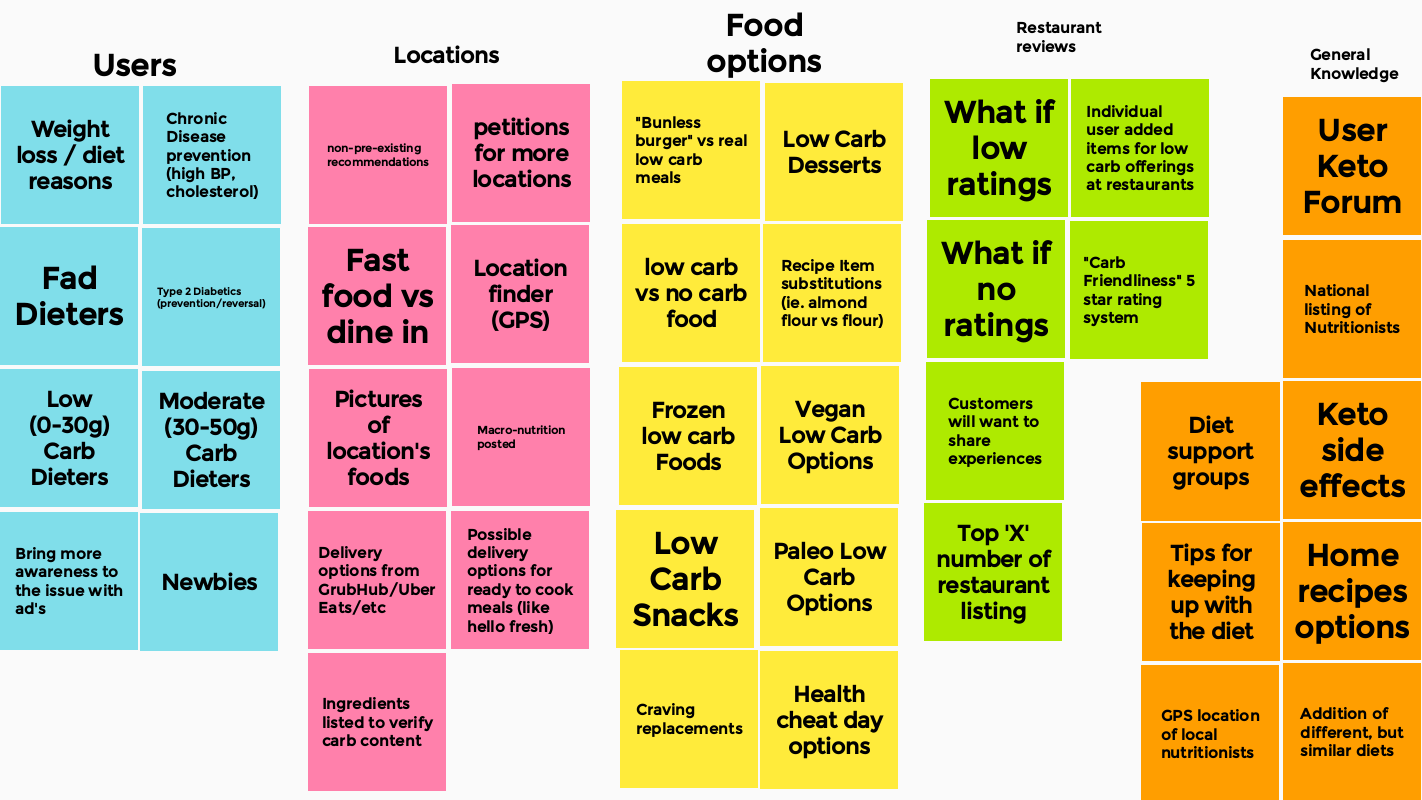 Users
Weight
loss / diet
reasons
Chronic
Disease
prevention
(high BP,
cholesterol)
Fad
Dieters
Type 2 Diabetics
(prevention/reversal)
Low
(0-30g)
Carb
Dieters
Moderate
(30-50g)
Carb
Dieters
Bring more
awareness to
the issue with
ad's
Newbies
Locations
non-pre-existing
recommendations
petitions
for more
locations
Fast
food vs
dine in
Location
finder
(GPS)
Pictures
of
location's
foods
Macro-nutrition
posted
Delivery
options from
GrubHub/Uber
Eats/etc
Possible
delivery
options for
ready to cook
meals (like
hello fresh)
Ingredients
listed to verify
carb content
Food
options
"Bunless
burger" vs real
low carb
meals
Low Carb
Desserts
low carb
vs no carb
food
Recipe Item
substitutions
(ie. almond
flour vs flour)
Frozen
low carb
Foods
Vegan
Low Carb
Options
Low
Carb
Snacks
Paleo Low
Carb
Options
Craving
replacements
Health
cheat day
options
Restaurant
reviews
What if
low
ratings
Individual
user added
items for low
carb offerings
at restaurants
What if
no
ratings
"Carb
Friendliness" 5
star rating
system
Customers
will want to
share
experiences
Top 'X'
number of
restaurant
listing
General
Knowledge
User
Keto
Forum
National
listing of
Nutritionists
Diet
support
groups
Keto
side
effects
Tips for
keeping
up with
the diet
Home
recipes
options
GPS location
of local
nutritionists
Addition of
different, but
similar diets